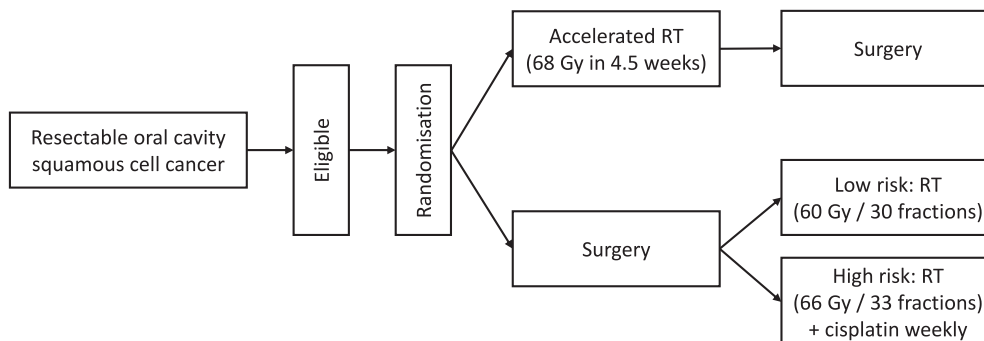 Resectable oral cavity
squamous cell cancer
Eligible
Randomisation
Accelerated RT
(68 Gy in 4.5 weeks)
Surgery
Surgery
Low risk: RT
(60 Gy / 30 fractions)
High risk: RT
(66 Gy / 33 fractions)
+ cisplatin weekly